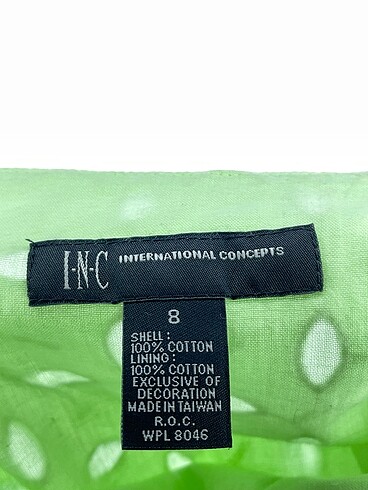 I·N·C INTERNATIONAL CONCEPTS
8
SHELL:
100% COTTON
LINING:
100% COTTON
EXCLUSIVE OF
DECORATION
MADE IN TAIWAN
R.O.C.
WPL 8046